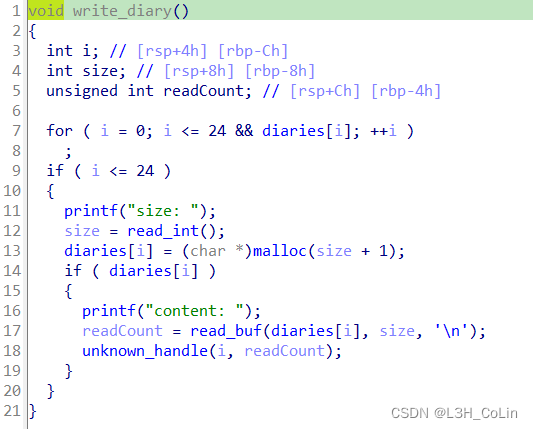 1 void write_diary()
2 {
3 int i; // [rsp+4h] [rbp-Ch]
4 int size; // [rsp+8h] [rbp-8h]
5 unsigned int readCount; // [rsp+Ch] [rbp-4h]
6
7 for ( i = 0; i <= 24 && diaries[i]; ++i )
8 ;
9 if ( i <= 24 )
10 {
11 printf("size: ");
12 size = read_int();
13 diaries[i] = (char *)malloc(size + 1);
14 if ( diaries[i] )
15 {
16 printf("content: ");
17 readCount = read_buf(diaries[i], size, '\n');
18 unknown_handle(i, readCount);
19 }
20 }
21 }
CSDN @L3H_CoLin